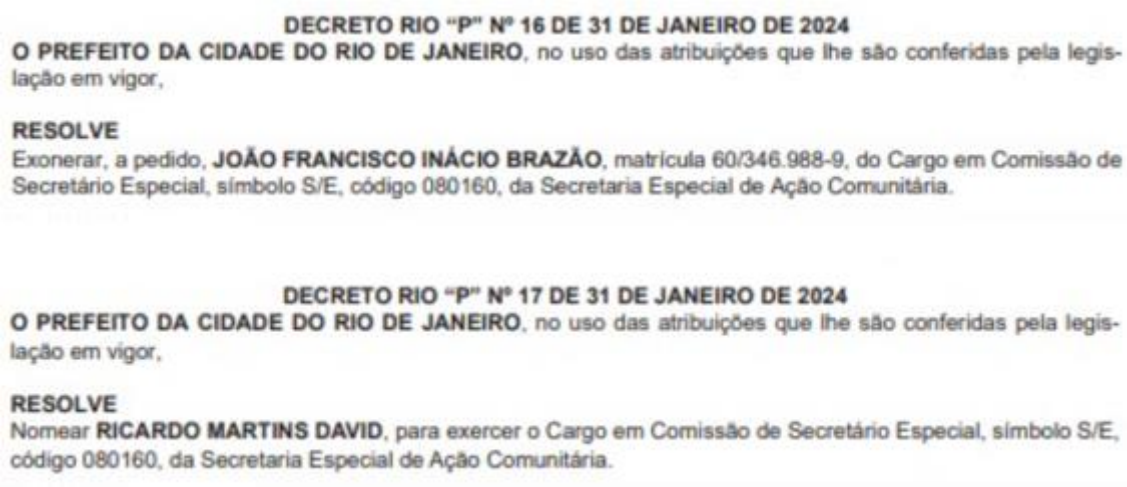 DECRETO RIO “P” Nº 16 DE 31 DE JANEIRO DE 2024
O PREFEITO DA CIDADE DO RIO DE JANEIRO, no uso das atribuições que lhe são conferidas pela legis-
lação em vigor,
RESOLVE
Exonerar, a pedido, JOÃO FRANCISCO INÁCIO BRAZÃO, matrícula 60/346.988-9, do Cargo em Comissão de
Secretário Especial, símbolo S/E, código 080160, da Secretaria Especial de Ação Comunitária.
DECRETO RIO “P” Nº 17 DE 31 DE JANEIRO DE 2024
O PREFEITO DA CIDADE DO RIO DE JANEIRO, no uso das atribuições que lhe são conferidas pela legis-
lação em vigor,
RESOLVE
Nomear RICARDO MARTINS DAVID, para exercer o Cargo em Comissão de Secretário Especial, símbolo S/E,
código 080160, da Secretaria Especial de Ação Comunitária.